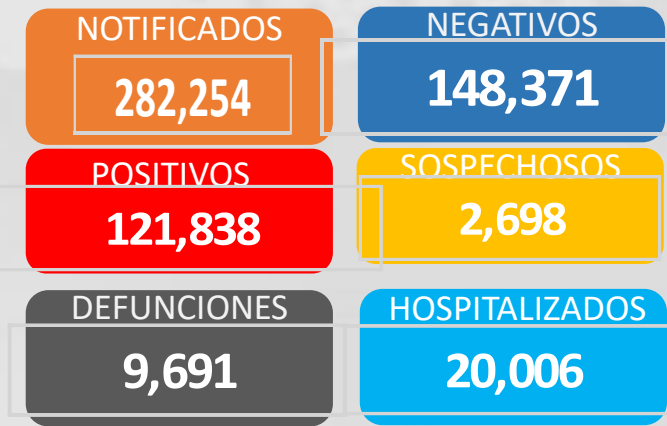 NOTIFICADOS
282,254
NEGATIVOS
148,371
POSITIVOS
121,838
SOSPECHOSOS
2,698
DEFUNCIONES
9,691
HOSPITALIZADOS
20,006